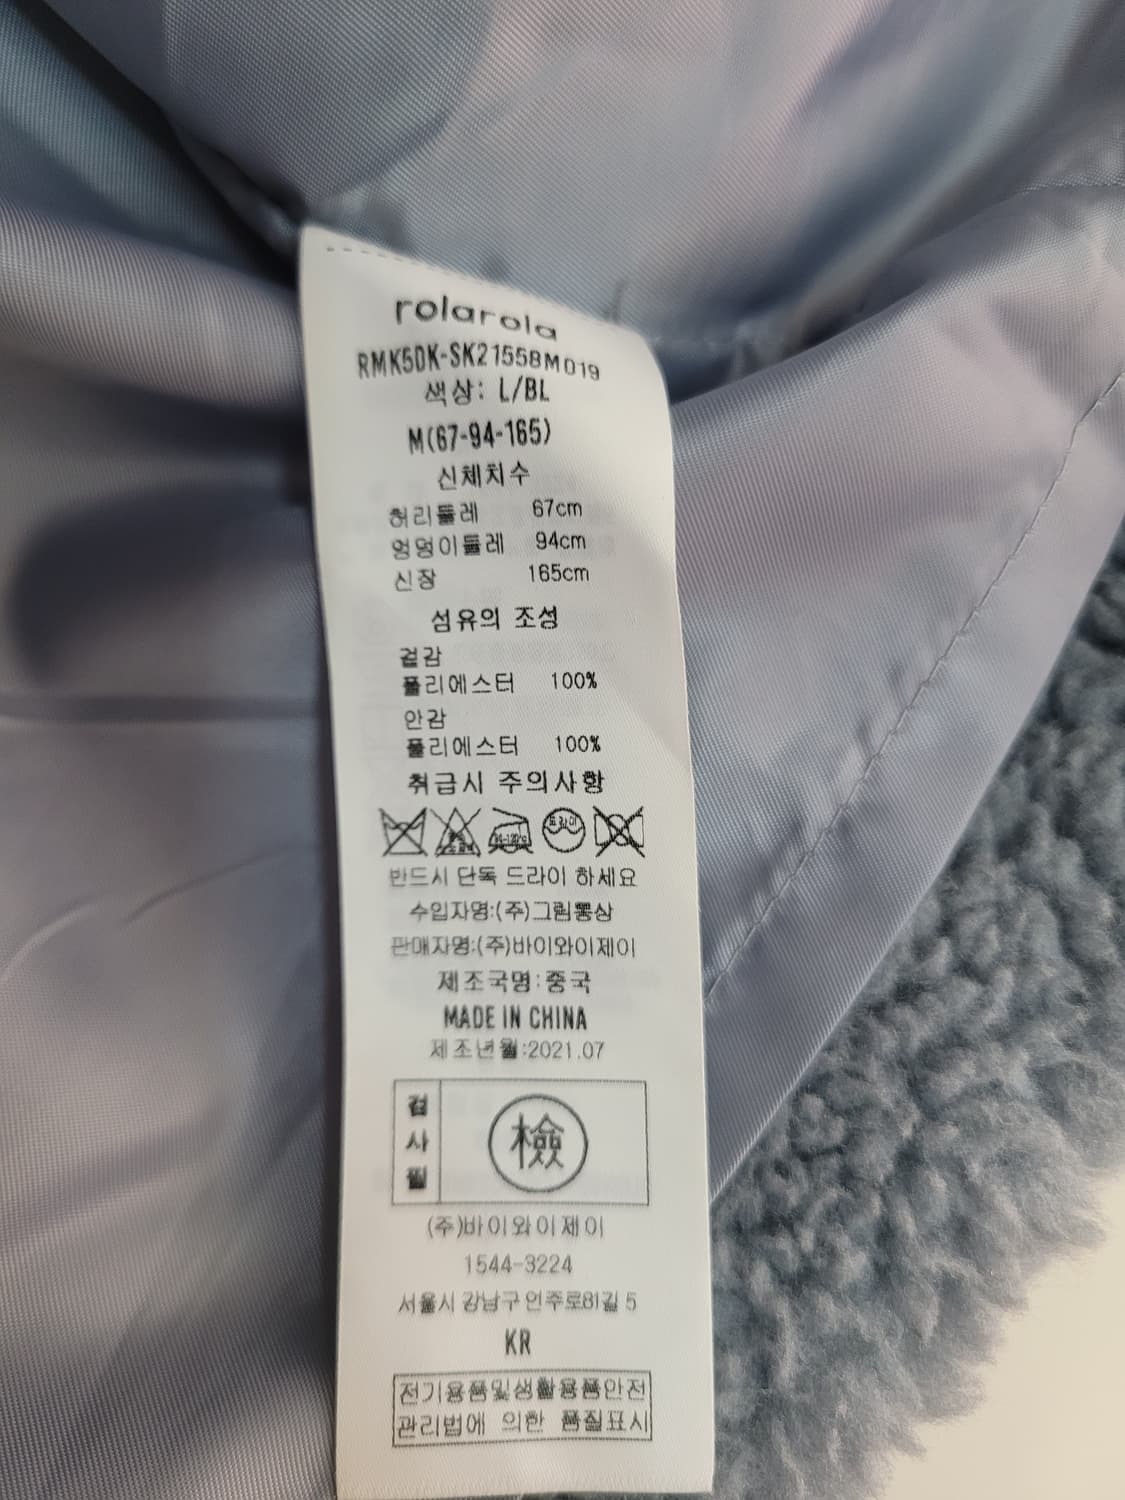 rolarola
RMK5DK-SK21558M019
색상: L/BL
M(67-94-165)
신체치수
허리둘레 67cm
엉덩이둘레 94cm
신장 165cm
섬유의 조성
겉감
폴리에스터 100%
안감
폴리에스터 100%
취급시 주의사항
드라이
반드시 단독 드라이 하세요
수입자명:(주)그림통상
판매자명:(주)바이와이제이
제조국명:중국
MADE IN CHINA
제조년월:2021.07
검사필
檢
(주)바이와이제이
1544-3224
서울시 강남구 언주로81길 5
KR
전기용품및생활용품안전
관리법에 의한 품질표시